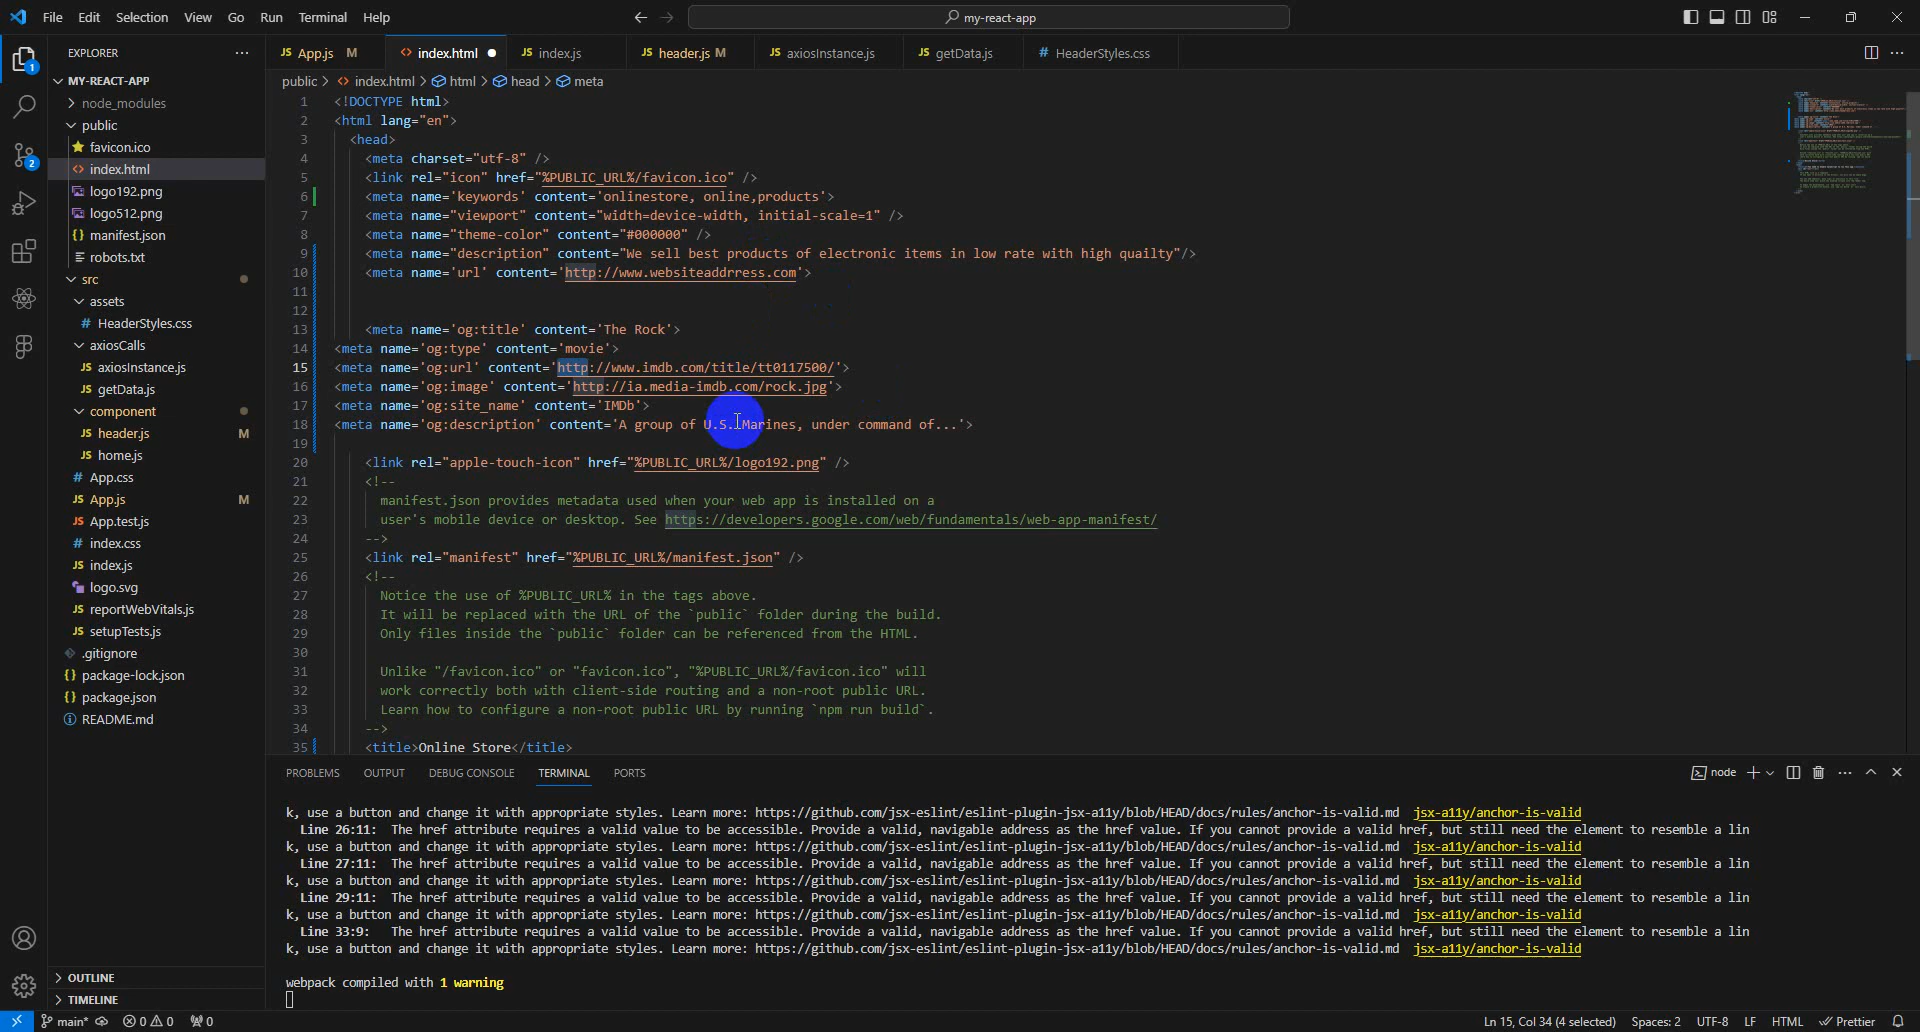 File Edit Selection View Go Run Terminal Help
my-react-app
EXPLORER
MY-REACT-APP
node_modules
public
favicon.ico
index.html
logo192.png
logo512.png
manifest.json
robots.txt
src
assets
HeaderStyles.css
axiosCalls
axiosInstance.js
getData.js
component
header.js M
home.js
App.css
App.js M
App.test.js
index.css
index.js
logo.svg
reportWebVitals.js
setupTests.js
.gitignore
package-lock.json
package.json
README.md
OUTLINE
TIMELINE
1
2
App.js M index.html index.js header.js M axiosInstance.js getData.js HeaderStyles.css
public > index.html > html > head > meta
1 <!DOCTYPE html>
2 <html lang="en">
3 <head>
4 <meta charset="utf-8" />
5 <link rel="icon" href="%PUBLIC_URL%/favicon.ico" />
6 <meta name='keywords' content='onlinestore, online,products'>
7 <meta name="viewport" content="width=device-width, initial-scale=1" />
8 <meta name="theme-color" content="#000000" />
9 <meta name="description" content="We sell best products of electronic items in low rate with high quailty"/>
10 <meta name='url' content='http://www.websiteaddrress.com'>
11
12
13 <meta name='og:title' content='The Rock'>
14 <meta name='og:type' content='movie'>
15 <meta name='og:url' content='http://www.imdb.com/title/tt0117500/'>
16 <meta name='og:image' content='http://ia.media-imdb.com/rock.jpg'>
17 <meta name='og:site_name' content='IMDb'>
18 <meta name='og:description' content='A group of U.S. Marines, under command of...'>
19
20 <link rel="apple-touch-icon" href="%PUBLIC_URL%/logo192.png" />
21 <!--
22 manifest.json provides metadata used when your web app is installed on a
23 user's mobile device or desktop. See https://developers.google.com/web/fundamentals/web-app-manifest/
24 -->
25 <link rel="manifest" href="%PUBLIC_URL%/manifest.json" />
26 <!--
27 Notice the use of %PUBLIC_URL% in the tags above.
28 It will be replaced with the URL of the `public` folder during the build.
29 Only files inside the `public` folder can be referenced from the HTML.
30
31 Unlike "/favicon.ico" or "favicon.ico", "%PUBLIC_URL%/favicon.ico" will
32 work correctly both with client-side routing and a non-root public URL.
33 Learn how to configure a non-root public URL by running `npm run build`.
34 -->
35 <title>Online Store</title>
PROBLEMS OUTPUT DEBUG CONSOLE TERMINAL PORTS
node
k, use a button and change it with appropriate styles. Learn more: https://github.com/jsx-eslint/eslint-plugin-jsx-a11y/blob/HEAD/docs/rules/anchor-is-valid.md jsx-a11y/anchor-is-valid
Line 26:11: The href attribute requires a valid value to be accessible. Provide a valid, navigable address as the href value. If you cannot provide a valid href, but still need the element to resemble a lin
k, use a button and change it with appropriate styles. Learn more: https://github.com/jsx-eslint/eslint-plugin-jsx-a11y/blob/HEAD/docs/rules/anchor-is-valid.md jsx-a11y/anchor-is-valid
Line 27:11: The href attribute requires a valid value to be accessible. Provide a valid, navigable address as the href value. If you cannot provide a valid href, but still need the element to resemble a lin
k, use a button and change it with appropriate styles. Learn more: https://github.com/jsx-eslint/eslint-plugin-jsx-a11y/blob/HEAD/docs/rules/anchor-is-valid.md jsx-a11y/anchor-is-valid
Line 29:11: The href attribute requires a valid value to be accessible. Provide a valid, navigable address as the href value. If you cannot provide a valid href, but still need the element to resemble a lin
k, use a button and change it with appropriate styles. Learn more: https://github.com/jsx-eslint/eslint-plugin-jsx-a11y/blob/HEAD/docs/rules/anchor-is-valid.md jsx-a11y/anchor-is-valid
Line 33:9: The href attribute requires a valid value to be accessible. Provide a valid, navigable address as the href value. If you cannot provide a valid href, but still need the element to resemble a lin
k, use a button and change it with appropriate styles. Learn more: https://github.com/jsx-eslint/eslint-plugin-jsx-a11y/blob/HEAD/docs/rules/anchor-is-valid.md jsx-a11y/anchor-is-valid
webpack compiled with 1 warning
main* 0 0 0 Ln 15, Col 34 (4 selected) Spaces: 2 UTF-8 LF HTML Prettier